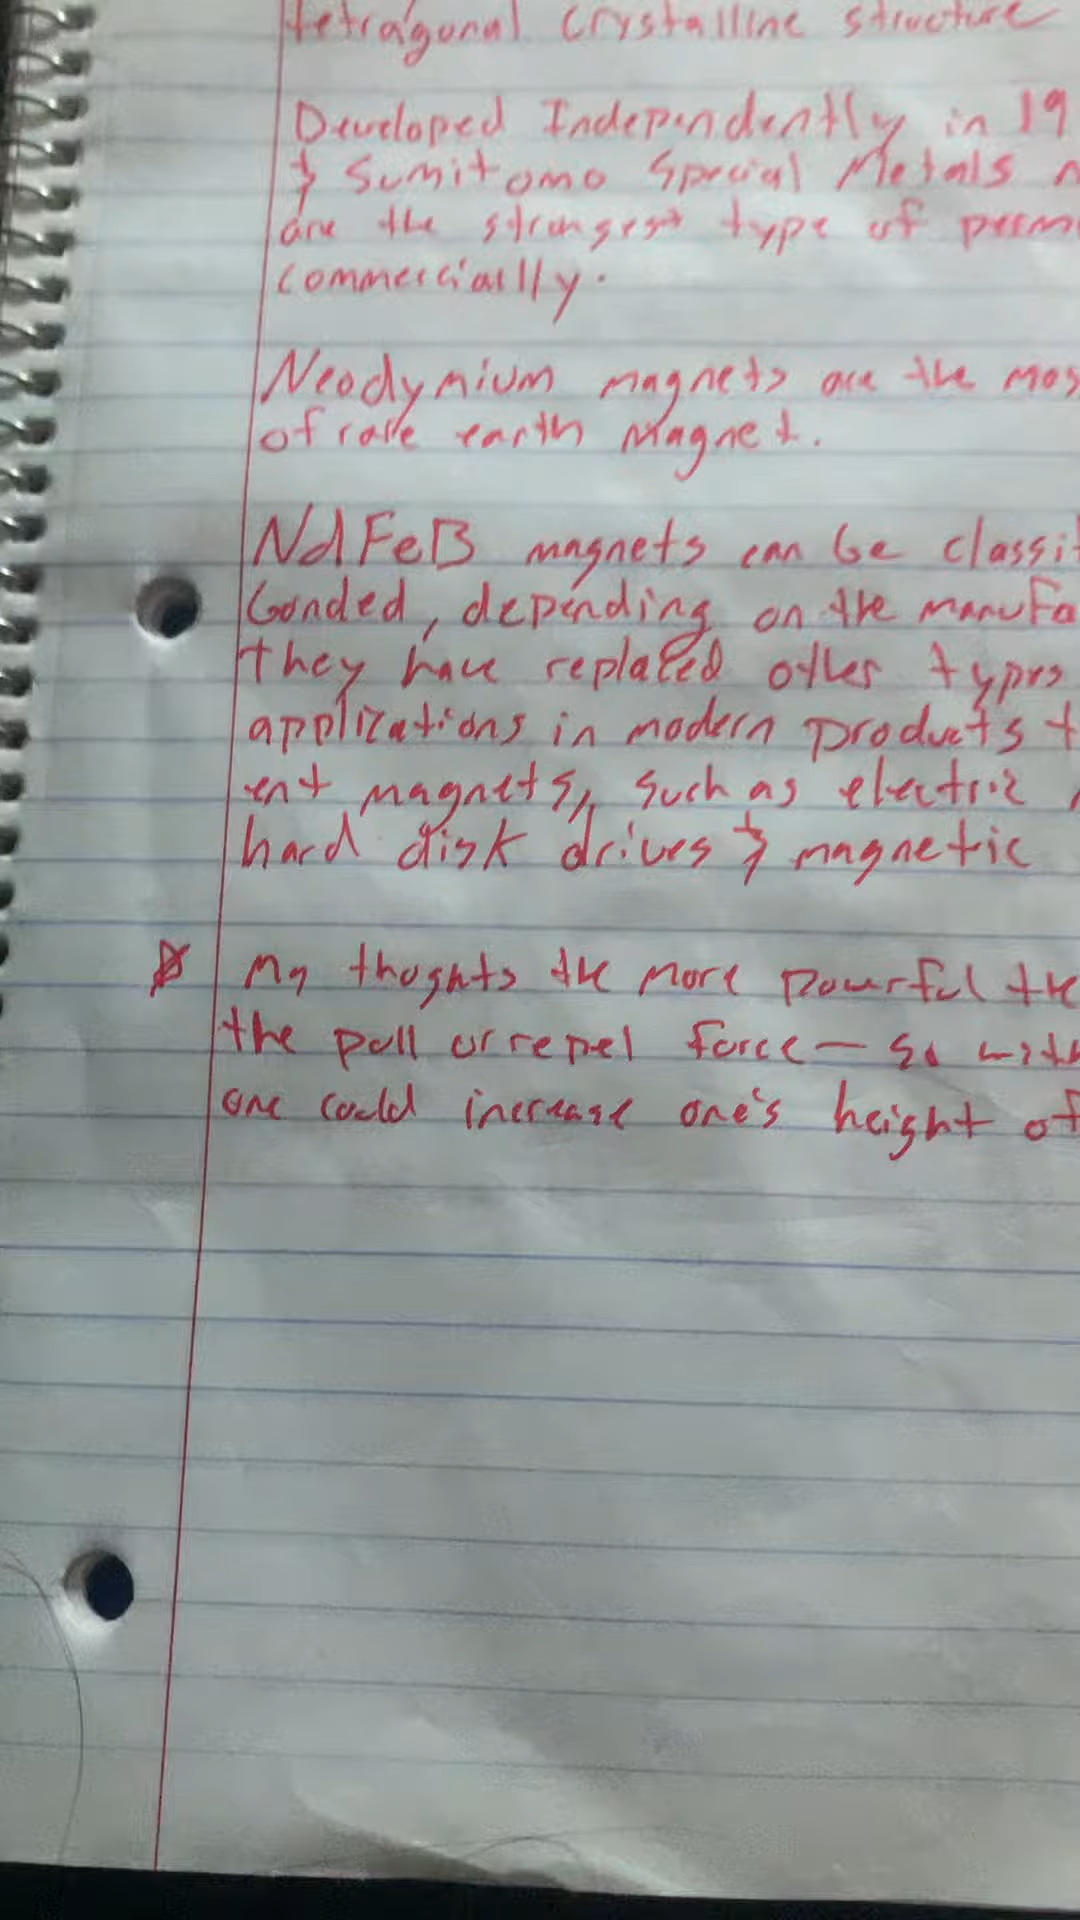 tetragonal crystalline structure
Developed Independently in 19
& Sumitomo Special Metals
are the strongest type of perm
commercially.
Neodymium magnets are the mos
of rare earth magnet.
NdFeB magnets can be classif
bonded, depending on the manufa
they have replaced other types
applications in modern products t
ent magnets, such as electric
hard disk drives & magnetic
My thoghts the more powerful the
the pull or repel force — so with
one could increase one's height of